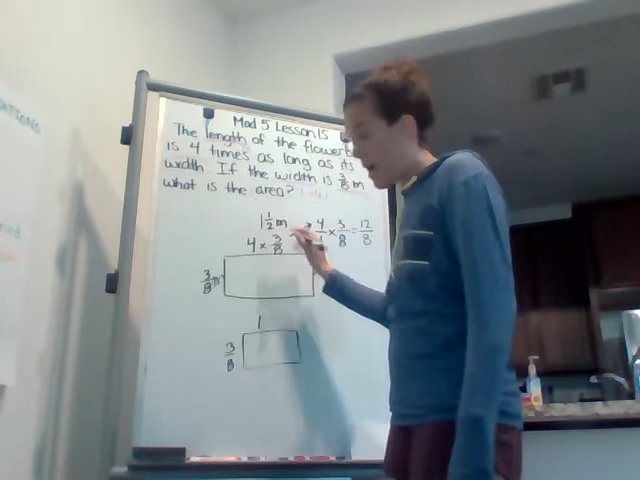 Mod 5 Lesson 15
The length of the flowerb
is 4 times as long as its
width If the width is 3/8 m
what is the area?
1 1/2 m
4/1 × 3/8 = 12/8
4 × 3/8
3/8 m
1
3/8